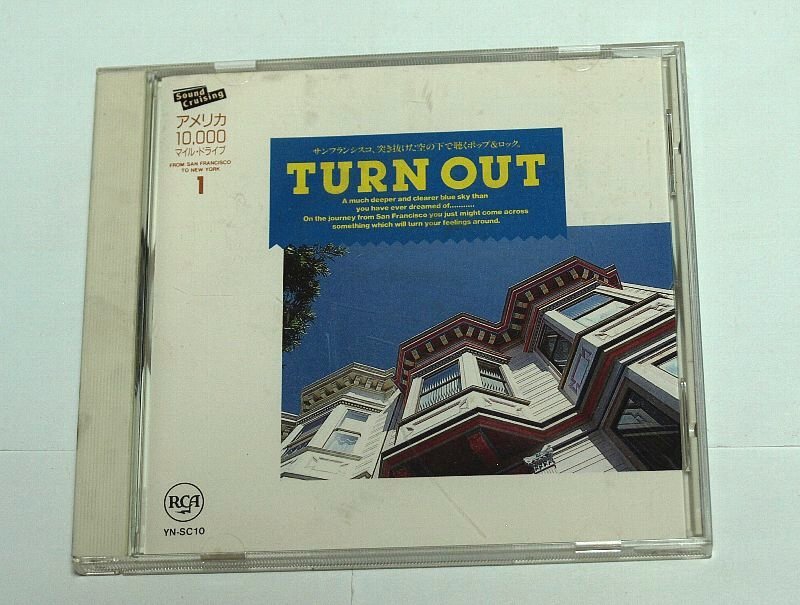 Sound
Cruising
アメリカ
10,000
マイル・ドライブ
FROM SAN FRANCISCO
TO NEW YORK
1
サンフランシスコ、突き抜けた空の下で聴くポップ&ロック。
TURN OUT
A much deeper and clearer blue sky than
you have ever dreamed of...........
On the journey from San Francisco you just might come across
something which will turn your feelings around.
RCA
YN-SC10